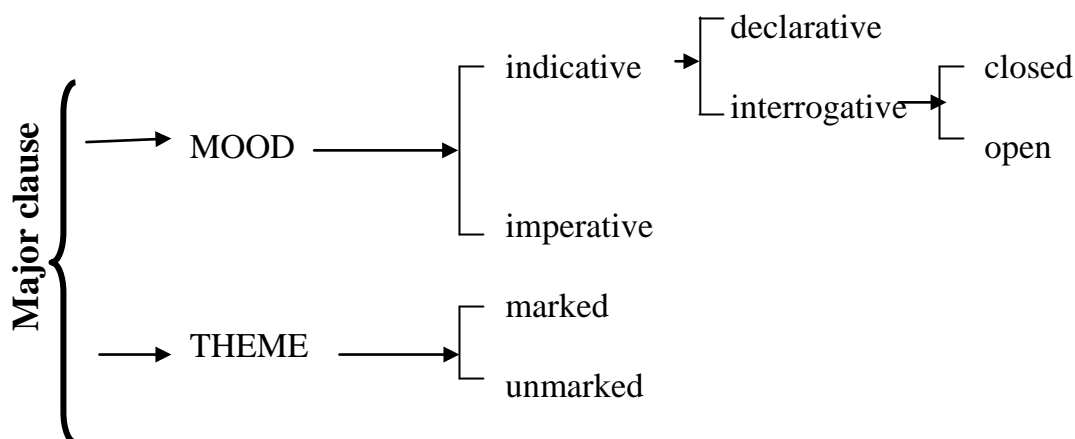 Major clause
MOOD
indicative
imperative
declarative
interrogative
closed
open
THEME
marked
unmarked